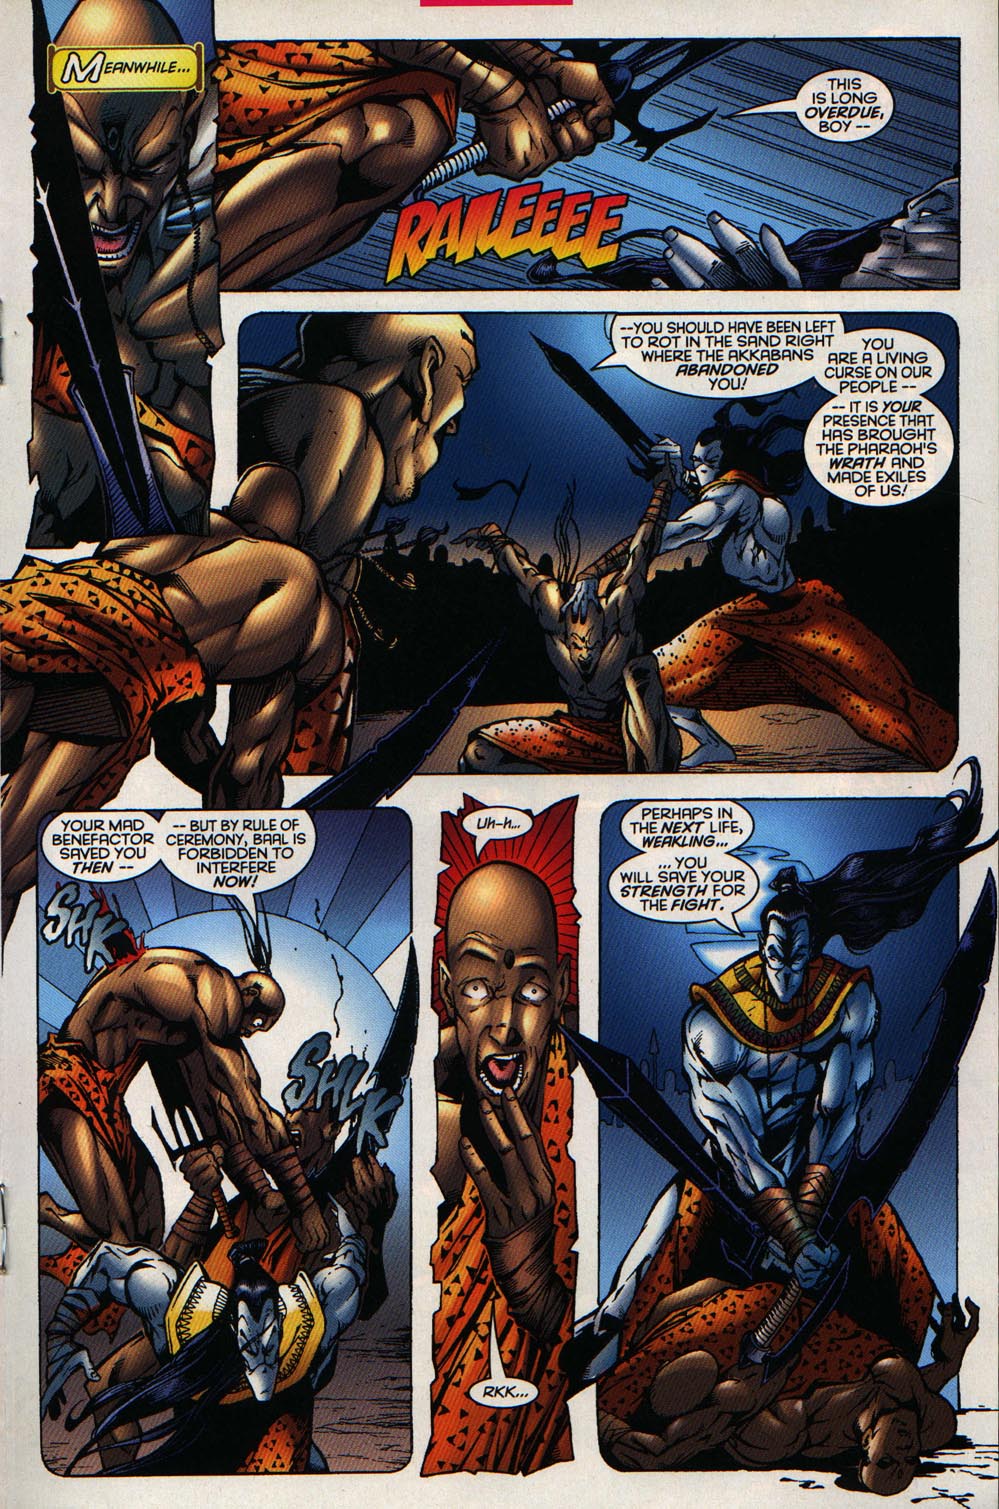 MEANWHILE...
THIS
IS LONG
OVERDUE,
BOY --
RAIEEEEE
--YOU SHOULD HAVE BEEN LEFT
TO ROT IN THE SAND RIGHT
WHERE THE AKKABANS
ABANDONED
YOU!
YOU
ARE A LIVING
CURSE ON OUR
PEOPLE --
-- IT IS YOUR
PRESENCE THAT
HAS BROUGHT
THE PHARAOH'S
WRATH AND
MADE EXILES
OF US!
YOUR MAD
BENEFACTOR
SAVED YOU
THEN --
-- BUT BY RULE OF
CEREMONY, BAAL IS
FORBIDDEN TO
INTERFERE
NOW!
SHK
SHLK
Uh-h...
RKK...
PERHAPS IN
THE NEXT LIFE,
WEAKLING...
...YOU
WILL SAVE YOUR
STRENGTH FOR
THE FIGHT.